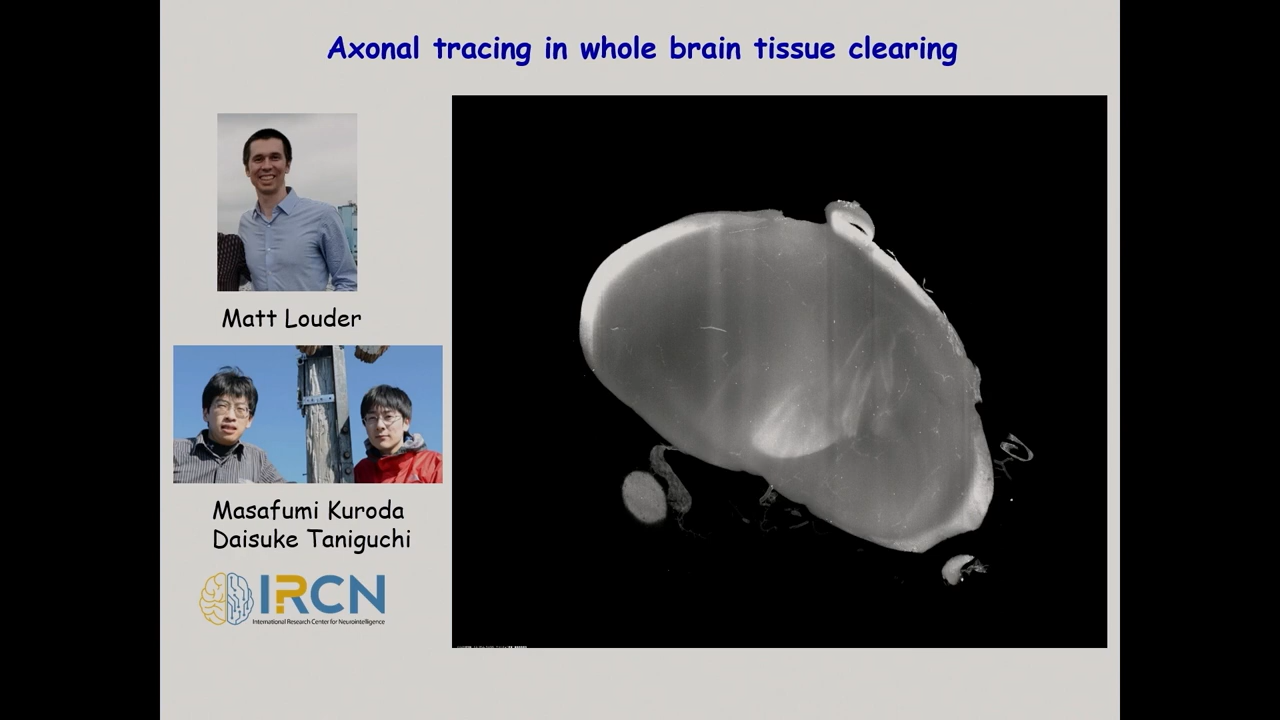 Axonal tracing in whole brain tissue clearing
Matt Louder
Masafumi Kuroda
Daisuke Taniguchi
IRCN
International Research Center for Neurointelligence